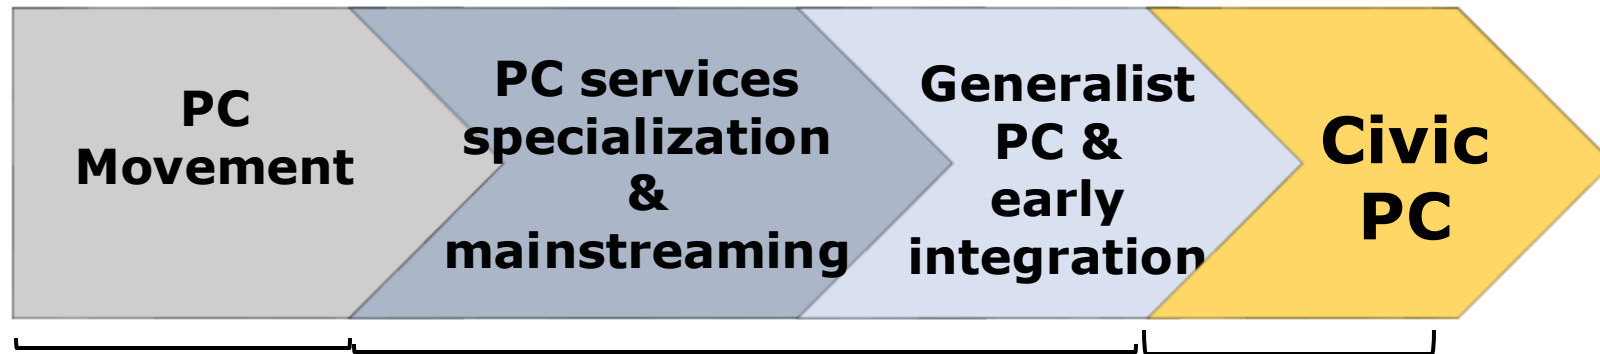 PC
Movement
PC services
specialization
&
mainstreaming
Generalist
PC &
early
integration
Civic
PC